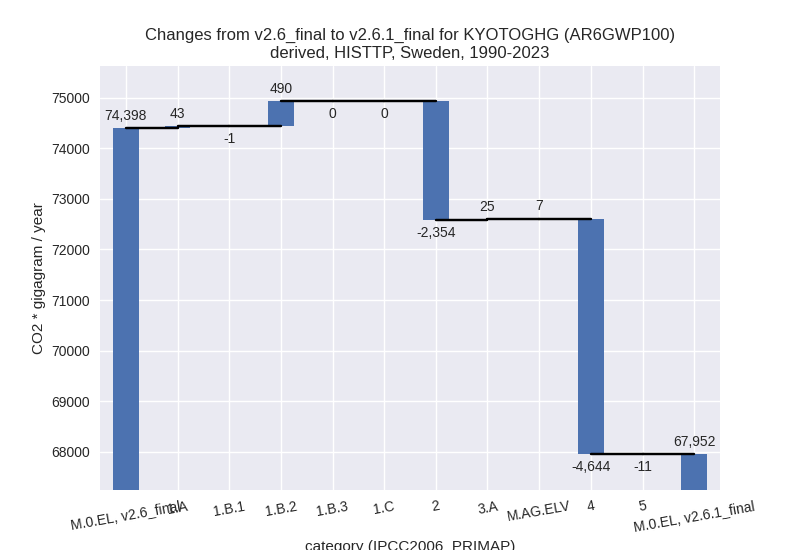 Changes from v2.6_final to v2.6.1_final for KYOTOGHG (AR6GWP100)
derived, HISTTP, Sweden, 1990-2023
CO2 * gigagram / year
75000
74000
73000
72000
71000
70000
69000
68000
74,398
43
-1
490
0
0
-2,354
25
7
-4,644
-11
67,952
M.0.EL, v2.6_final
1.A
1.B.1
1.B.2
1.B.3
1.C
2
3.A
M.AG.ELV
4
5
M.0.EL, v2.6.1_final
category (IPCC2006_PRIMAP)